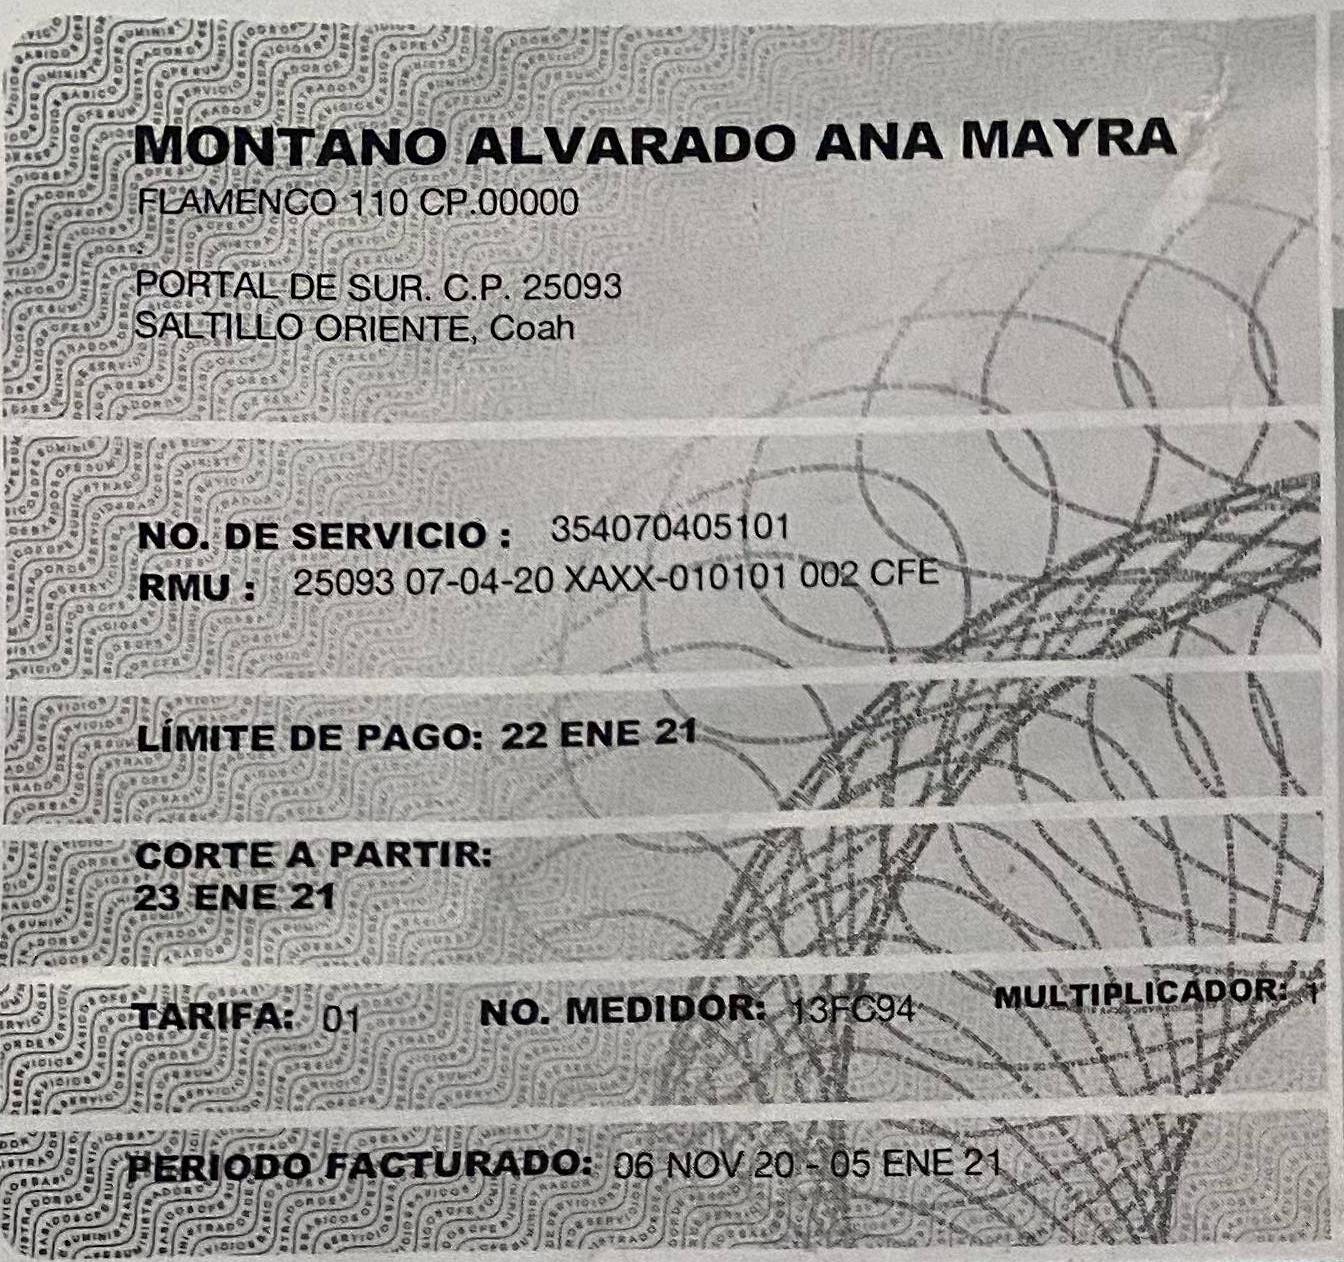 MONTANO ALVARADO ANA MAYRA
FLAMENCO 110 CP.00000
PORTAL DE SUR. C.P. 25093
SALTILLO ORIENTE, Coah
NO. DE SERVICIO : 354070405101
RMU : 25093 07-04-20 XAXX-010101 002 CFE
LÍMITE DE PAGO: 22 ENE 21
CORTE A PARTIR:
23 ENE 21
TARIFA: 01 NO. MEDIDOR: 13FC94 MULTIPLICADOR: 1
PERIODO FACTURADO: 06 NOV 20 - 05 ENE 21